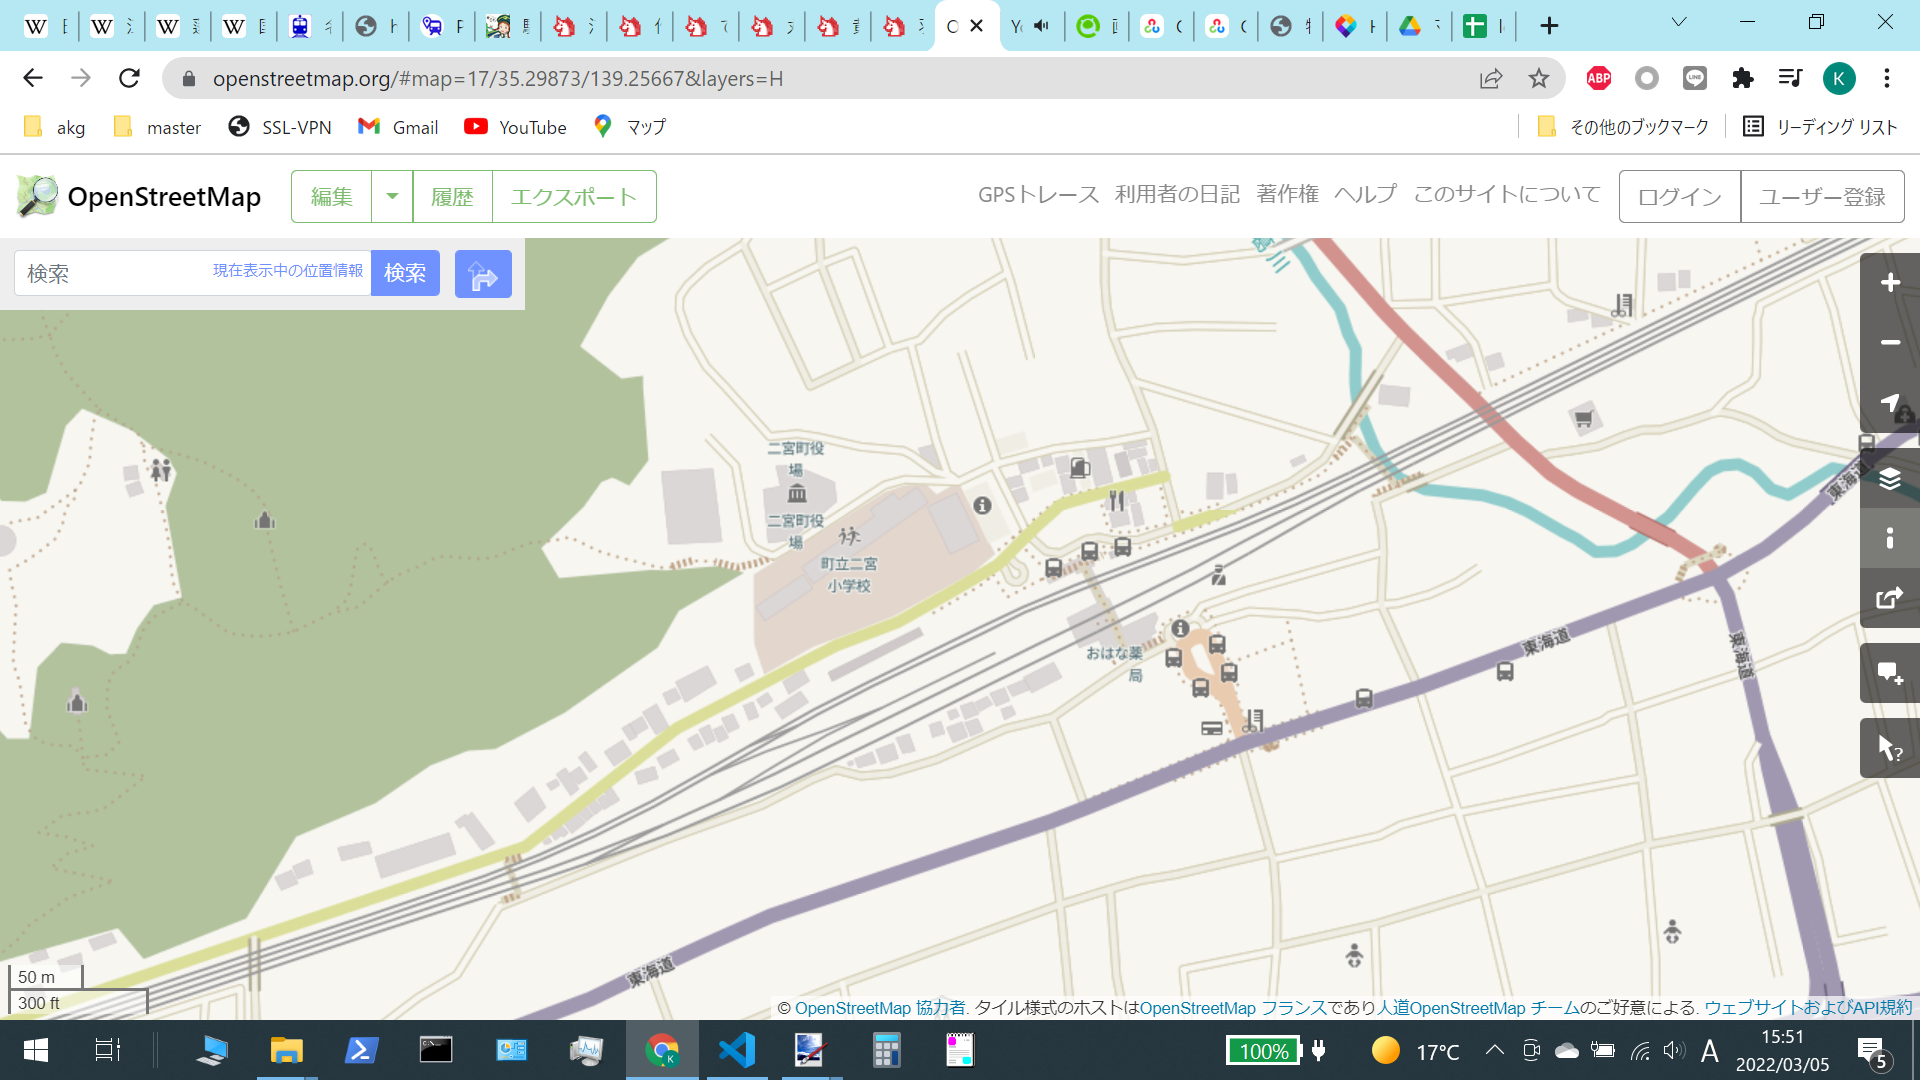 openstreetmap.org/#map=17/35.29873/139.25667&layers=H
ABP
LINE
K
akg
master
SSL-VPN
Gmail
YouTube
マップ
その他のブックマーク
リーディング リスト
OpenStreetMap
編集
履歴
エクスポート
GPSトレース
利用者の日記
著作権
ヘルプ
このサイトについて
ログイン
ユーザー登録
検索
現在表示中の位置情報
検索
二宮町役
場
二宮町役
場
町立二宮
小学校
おはな薬
局
東海道
東海道
東海道
東海道
50 m
300 ft
© OpenStreetMap 協力者. タイル様式のホストはOpenStreetMap フランスであり人道OpenStreetMap チームのご好意による. ウェブサイトおよびAPI規約
100%
17°C
A
15:51
2022/03/05
5